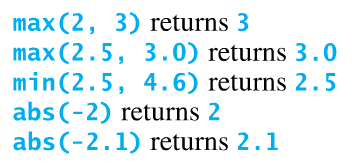 max(2, 3) returns 3
max(2.5, 3.0) returns 3.0
min(2.5, 4.6) returns 2.5
abs(-2) returns 2
abs(-2.1) returns 2.1